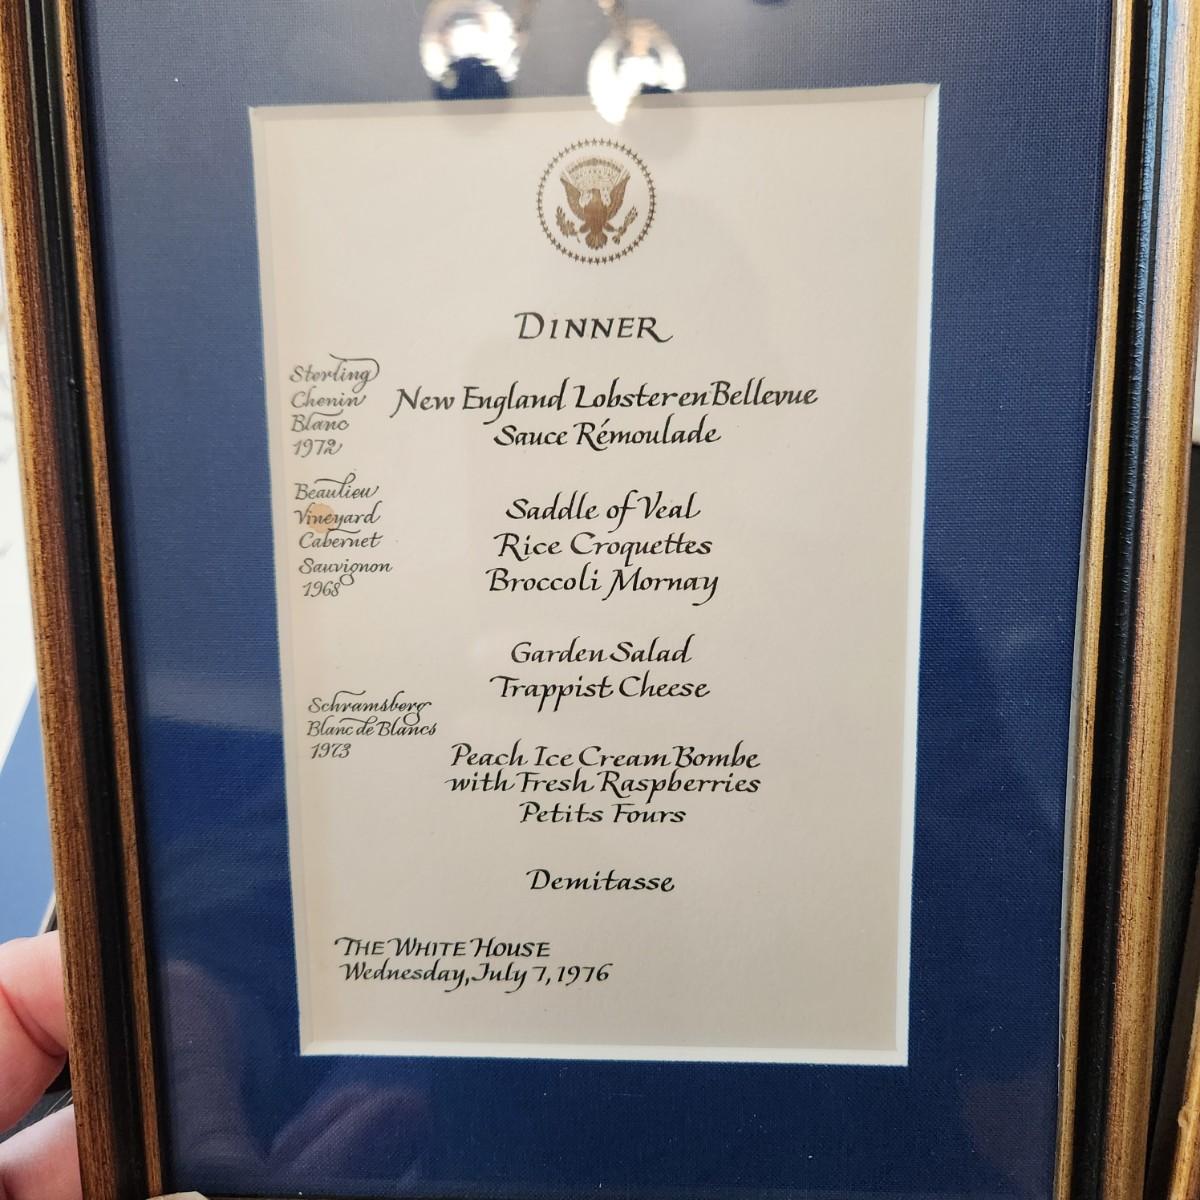 DINNER
Sterling
Chenin
Blanc
1972
New England Lobster en Bellevue
Sauce Rémoulade
Beaulieu
Vineyard
Cabernet
Sauvignon
1968
Saddle of Veal
Rice Croquettes
Broccoli Mornay
Garden Salad
Trappist Cheese
Schramsberg
Blanc de Blancs
1973
Peach Ice Cream Bombe
with Fresh Raspberries
Petits Fours
Demitasse
THE WHITE HOUSE
Wednesday, July 7, 1976